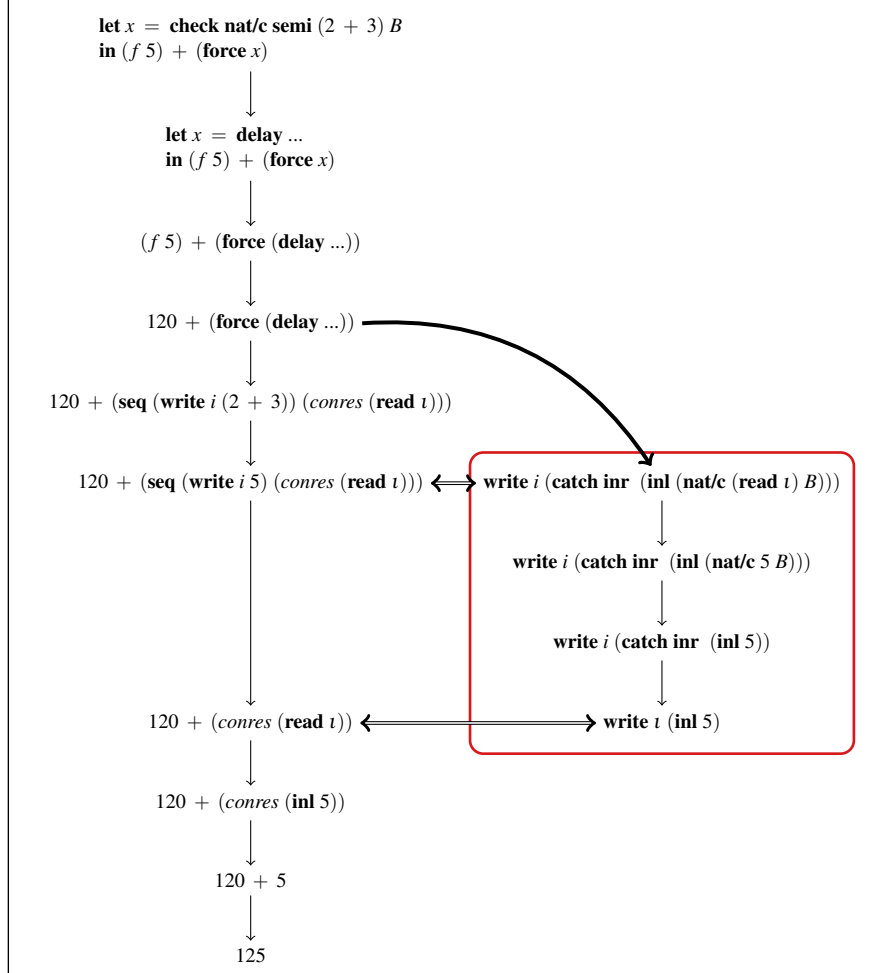 let x = check nat/c semi (2 + 3) B
in (f 5) + (force x)
let x = delay ...
in (f 5) + (force x)
(f 5) + (force (delay ...))
120 + (force (delay ...))
120 + (seq (write i (2 + 3)) (conres (read ι)))
120 + (seq (write i 5) (conres (read ι)))
write i (catch inr (inl (nat/c (read ι) B)))
write i (catch inr (inl (nat/c 5 B)))
write i (catch inr (inl 5))
120 + (conres (read ι))
write ι (inl 5)
120 + (conres (inl 5))
120 + 5
125